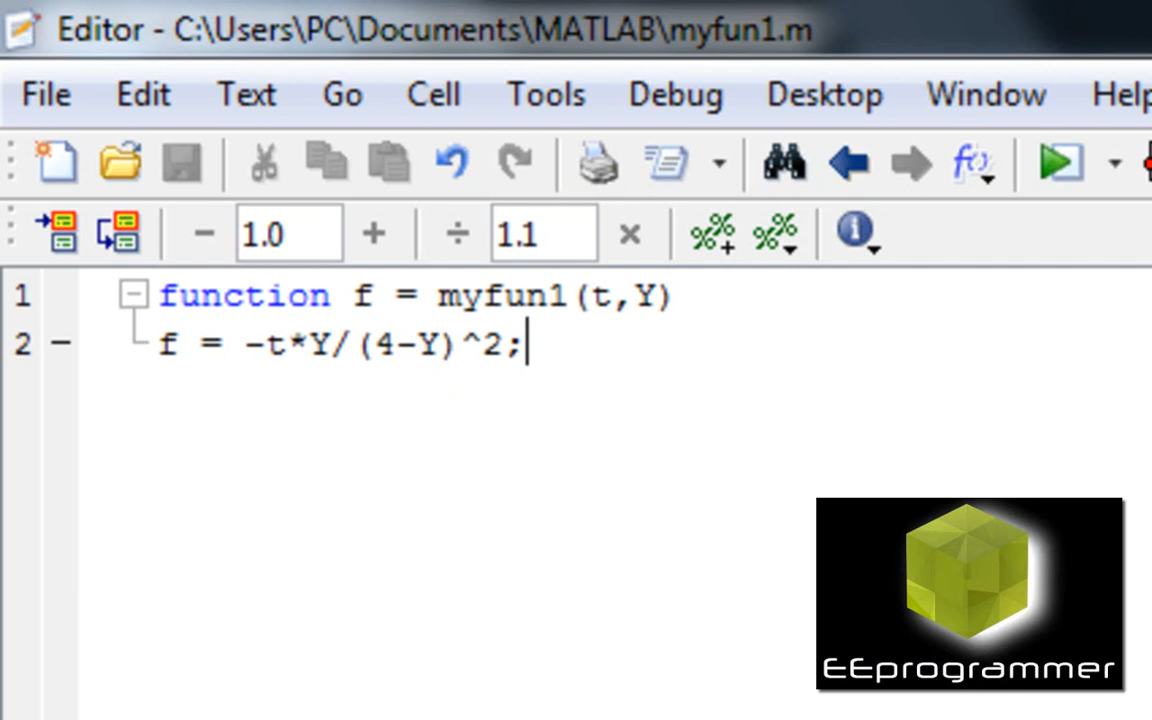 Editor - C:\Users\PC\Documents\MATLAB\myfun1.m
File Edit Text Go Cell Tools Debug Desktop Window Help
- 1.0 + ÷ 1.1 ×
1 function f = myfun1(t,Y)
2 - f = -t*Y/(4-Y)^2;
EEprogrammer